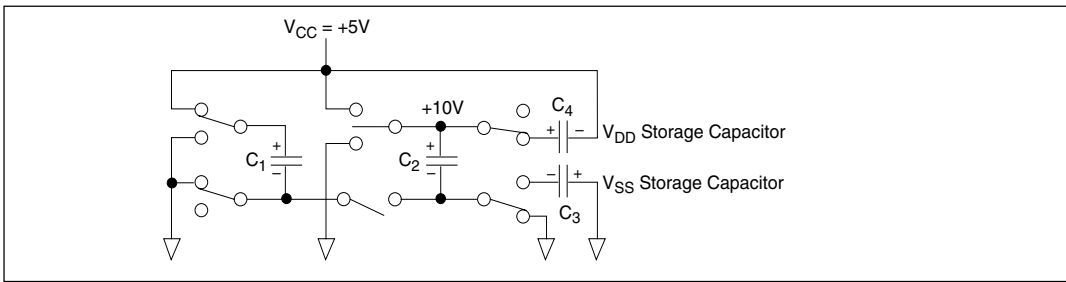 V_CC = +5V
+10V
C_4
+
−
V_DD Storage Capacitor
C_1
+
−
C_2
+
−
−
+
V_SS Storage Capacitor
C_3